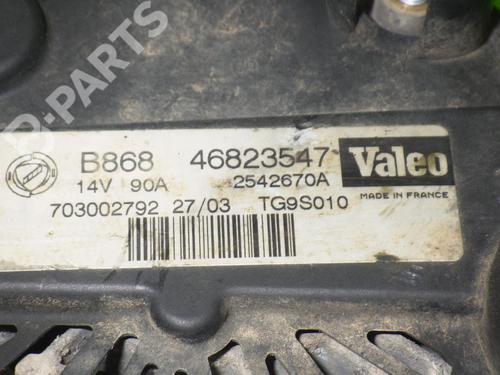 B-PARTS
B868 46823547 Valeo
14V 90A 2542670A MADE IN FRANCE
703002792 27/03 TG9S010